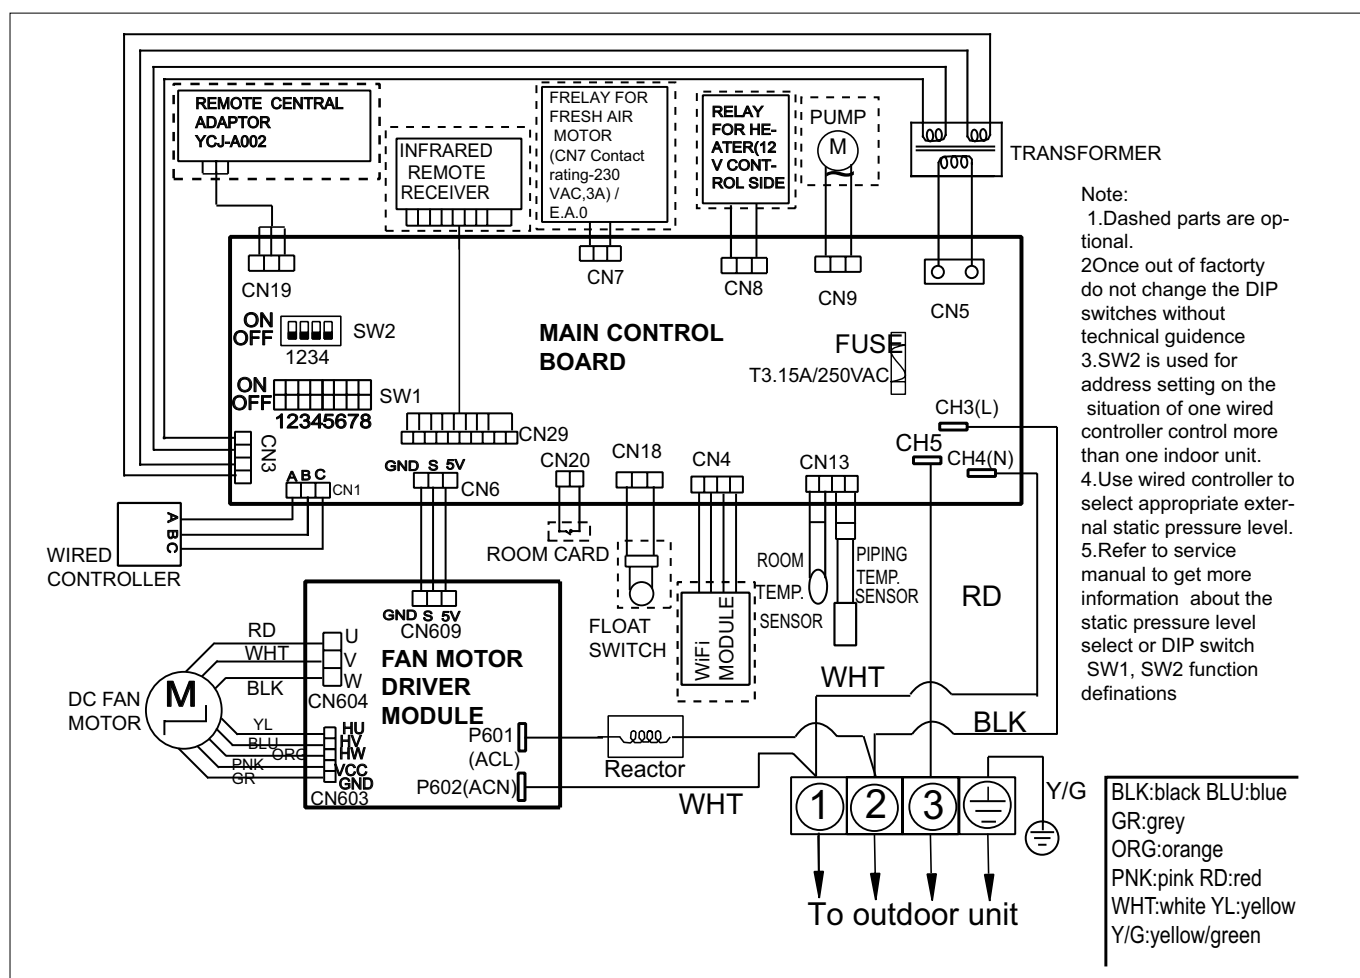 REMOTE CENTRAL
ADAPTOR
YCJ-A002
INFRARED
REMOTE
RECEIVER
FRELAY FOR
FRESH AIR
MOTOR
(CN7 Contact
rating-230
VAC,3A) /
E.A.0
RELAY
FOR HE-
ATER(12
V CONT-
ROL SIDE
PUMP
M
TRANSFORMER
CN19
CN7
CN8
CN9
CN5
ON
OFF
SW2
1234
ON
OFF
SW1
12345678
MAIN CONTROL
BOARD
FUSE
T3.15A/250VAC
CH3(L)
CH5
CH4(N)
CN3
A B C
CN1
CN29
GND S 5V
CN6
CN20
CN18
CN4
CN13
WIRED
CONTROLLER
A
B
C
ROOM CARD
FLOAT
SWITCH
WiFi
MODULE
ROOM
TEMP.
SENSOR
PIPING
TEMP.
SENSOR
RD
GND S 5V
CN609
FAN MOTOR
DRIVER
MODULE
DC FAN
MOTOR
M
RD
WHT
BLK
U
V
W
CN604
YL
BLU
ORG
PNK
GR
HU
HV
HW
VCC
GND
CN603
P601
(ACL)
P602(ACN)
Reactor
WHT
WHT
BLK
1
2
3
Y/G
To outdoor unit
Note:
1.Dashed parts are op-
tional.
2Once out of factorty
do not change the DIP
switches without
technical guidence
3.SW2 is used for
address setting on the
situation of one wired
controller control more
than one indoor unit.
4.Use wired controller to
select appropriate exter-
nal static pressure level.
5.Refer to service
manual to get more
information about the
static pressure level
select or DIP switch
SW1, SW2 function
definations
BLK:black BLU:blue
GR:grey
ORG:orange
PNK:pink RD:red
WHT:white YL:yellow
Y/G:yellow/green